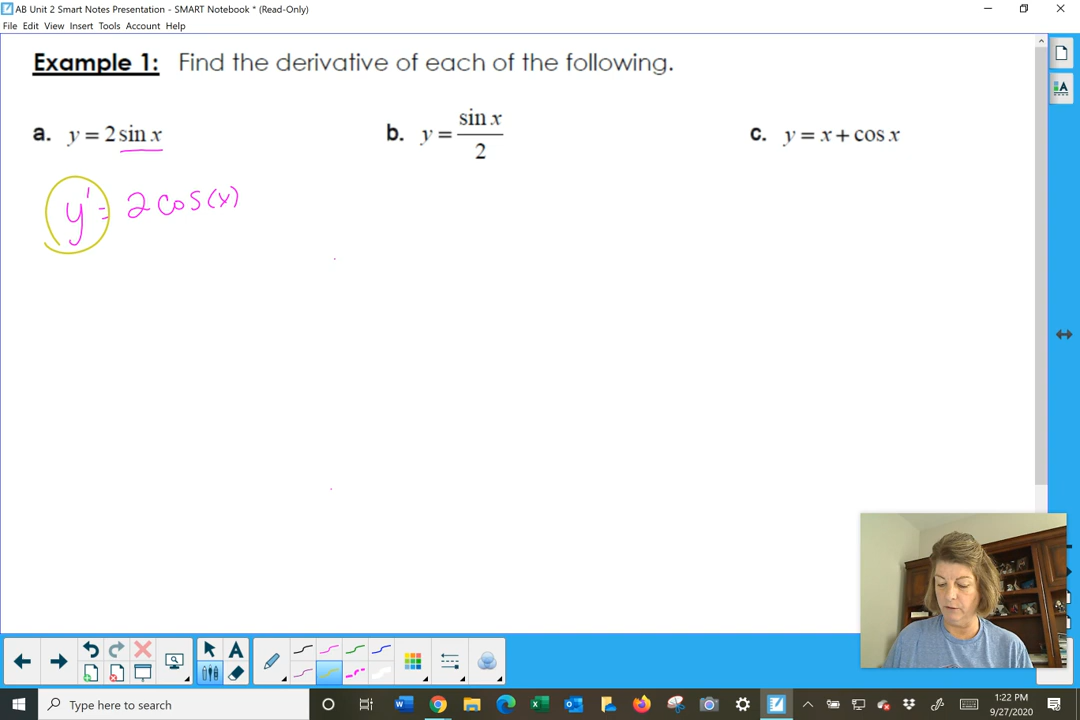 AB Unit 2 Smart Notes Presentation - SMART Notebook * (Read-Only)
File Edit View Insert Tools Account Help
Example 1: Find the derivative of each of the following.
a. y = 2 sin x
b. y = sin x / 2
c. y = x + cos x
y' = 2 cos(x)
Type here to search
1:22 PM
9/27/2020